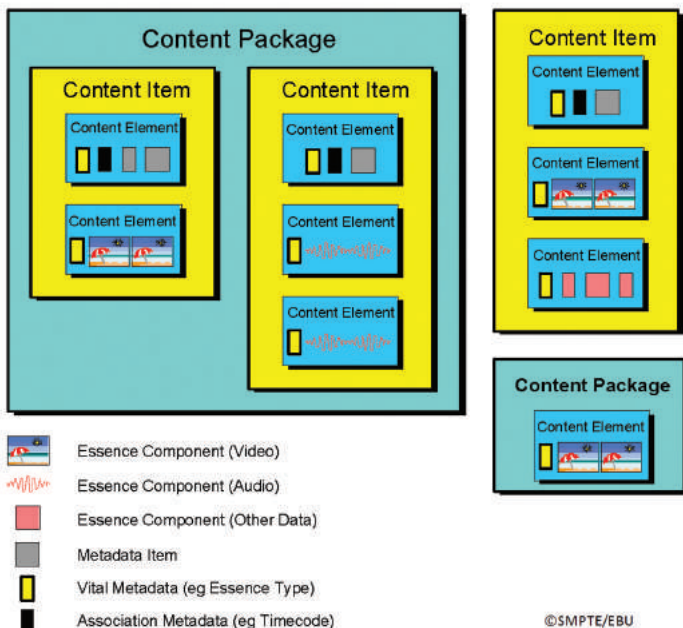 Content Package
Content Item
Content Element
Content Element
Content Item
Content Element
Content Element
Content Element
Content Item
Content Element
Content Element
Content Element
Content Package
Content Element
Essence Component (Video)
Essence Component (Audio)
Essence Component (Other Data)
Metadata Item
Vital Metadata (eg Essence Type)
Association Metadata (eg Timecode)
©SMPTE/EBU